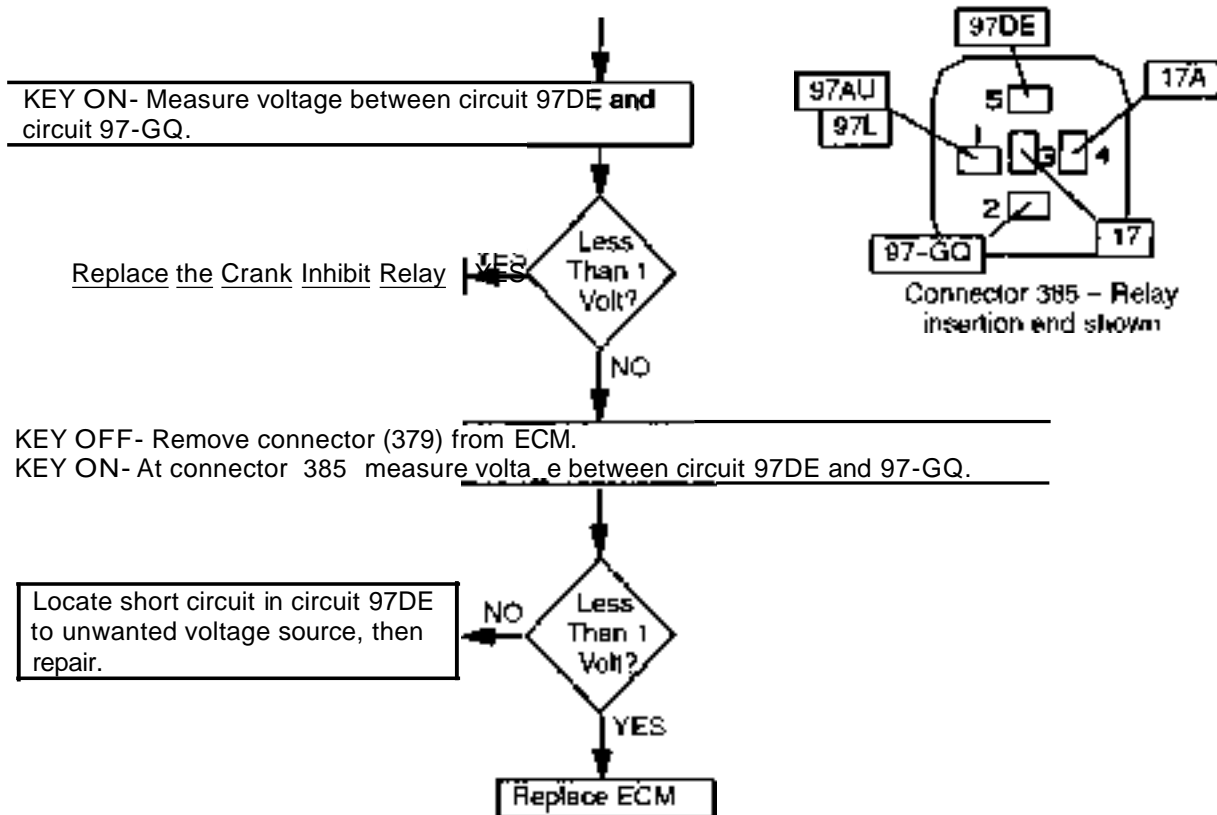 KEY ON- Measure voltage between circuit 97DE and
circuit 97-GQ.
Less
Than 1
Volt?
YES
Replace the Crank Inhibit Relay
NO
97DE
97AU
97L
17A
5
1
3
4
2
97-GQ
17
Connector 385 – Relay
insertion end shown
KEY OFF- Remove connector (379) from ECM.
KEY ON- At connector 385 measure volta e between circuit 97DE and 97-GQ.
Less
Than 1
Volt?
NO
Locate short circuit in circuit 97DE
to unwanted voltage source, then
repair.
YES
Replace ECM